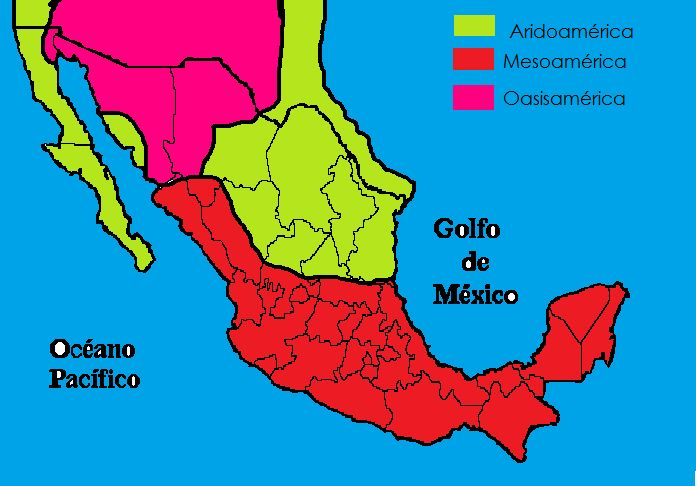 Aridoamérica
Mesoamérica
Oasisamérica
Golfo
de
México
Océano
Pacífico